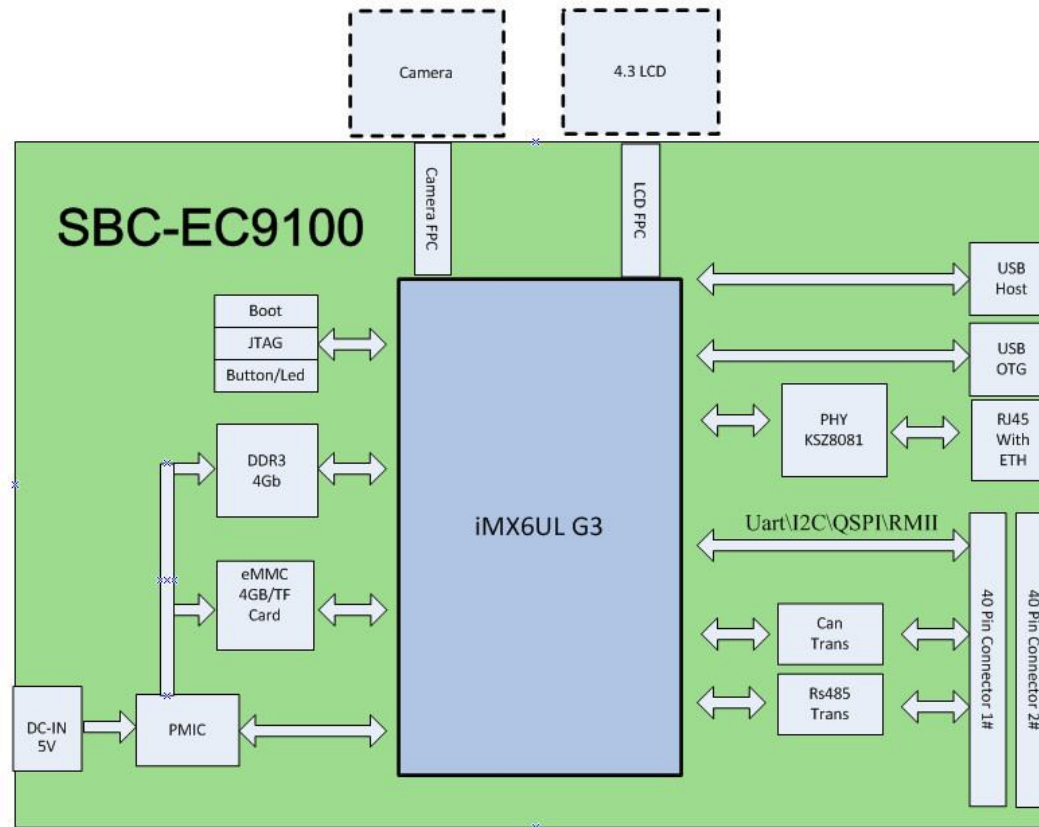 Camera
4.3 LCD
SBC-EC9100
Camera FPC
LCD FPC
Boot
JTAG
Button/Led
USB
Host
USB
OTG
PHY
KSZ8081
RJ45
With
ETH
DDR3
4Gb
iMX6UL G3
Uart\I2C\QSPI\RMII
eMMC
4GB/TF
Card
Can
Trans
Rs485
Trans
40 Pin Connector 1#
40 Pin Connector 2#
DC-IN
5V
PMIC